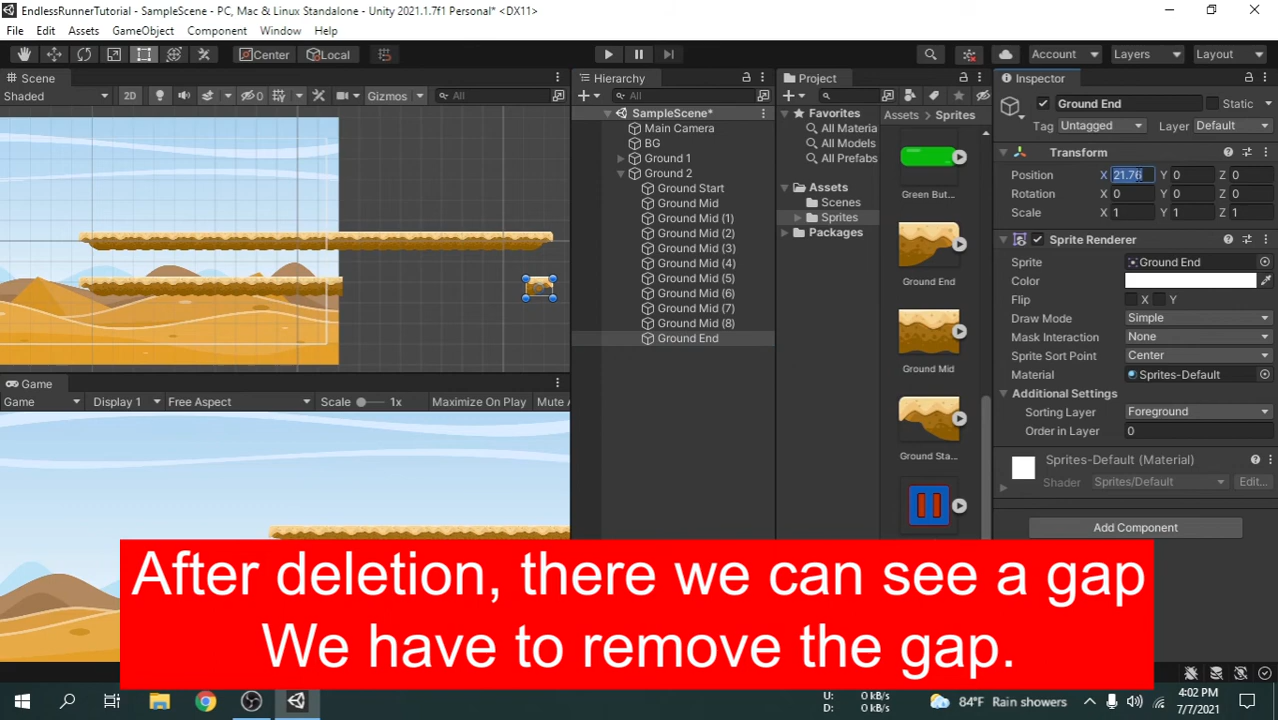 EndlessRunnerTutorial - SampleScene - PC, Mac & Linux Standalone - Unity 2021.1.7f1 Personal* <DX11>
File Edit Assets GameObject Component Window Help
Center Local Account Layers Layout
Scene
Shaded 2D 0 Gizmos All
Hierarchy
All
SampleScene*
Main Camera
BG
Ground 1
Ground 2
Ground Start
Ground Mid
Ground Mid (1)
Ground Mid (2)
Ground Mid (3)
Ground Mid (4)
Ground Mid (5)
Ground Mid (6)
Ground Mid (7)
Ground Mid (8)
Ground End
Project
Favorites
All Materia
All Models
All Prefabs
Assets
Scenes
Sprites
Packages
Assets > Sprites
Green But...
Ground End
Ground Mid
Ground Sta...
Inspector
Ground End Static
Tag Untagged Layer Default
Transform
Position X 21.76 Y 0 Z 0
Rotation X 0 Y 0 Z 0
Scale X 1 Y 1 Z 1
Sprite Renderer
Sprite Ground End
Color
Flip X Y
Draw Mode Simple
Mask Interaction None
Sprite Sort Point Center
Material Sprites-Default
Additional Settings
Sorting Layer Foreground
Order in Layer 0
Sprites-Default (Material)
Shader Sprites/Default Edit...
Add Component
Game
Game Display 1 Free Aspect Scale 1x Maximize On Play Mute A
After deletion, there we can see a gap
We have to remove the gap.
U: 0 kB/s
D: 0 kB/s
84°F Rain showers
4:02 PM
7/7/2021